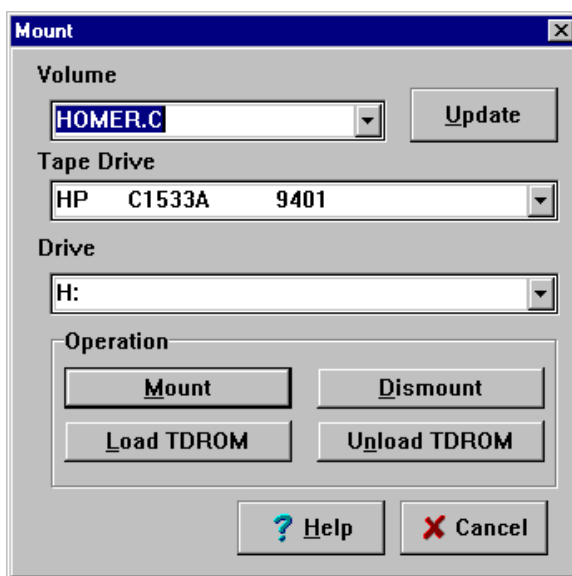 Mount
Volume
HOMER.C
Update
Tape Drive
HP C1533A 9401
Drive
H:
Operation
Mount Dismount
Load TDROM Unload TDROM
? Help Cancel